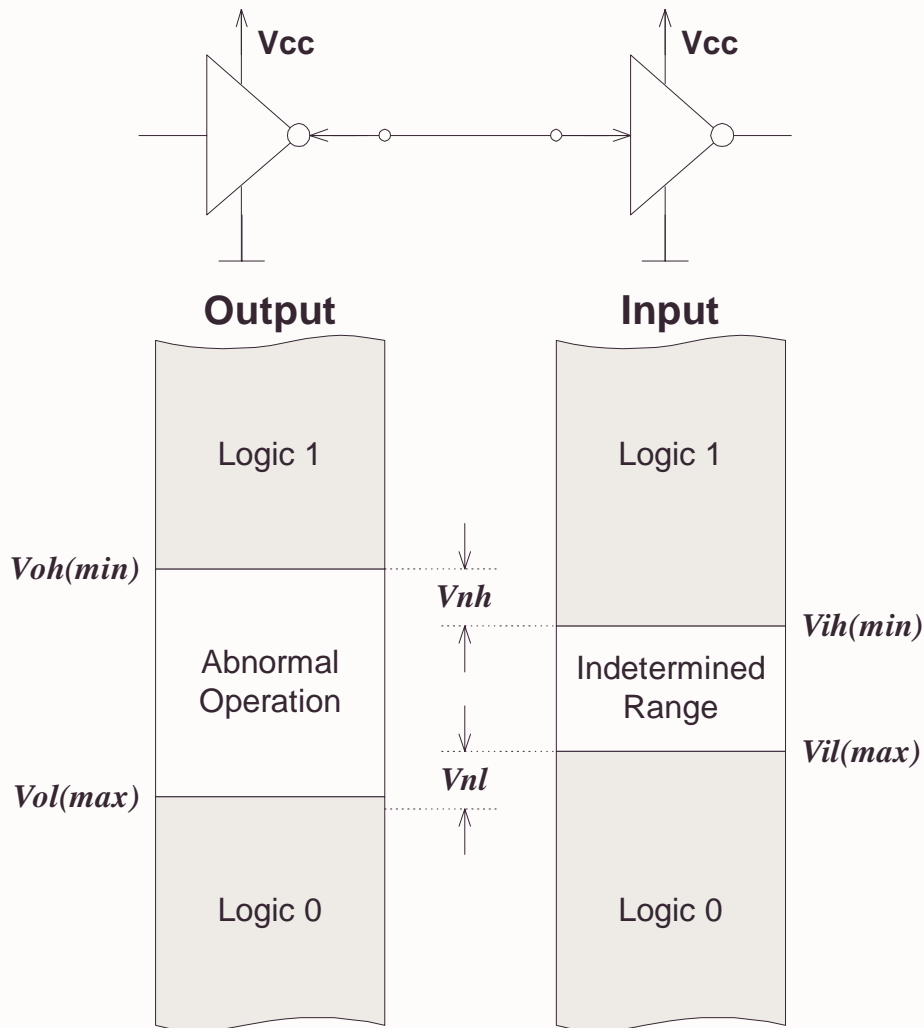 Vcc
Vcc
Output
Input
Logic 1
Logic 1
Voh(min)
Vnh
Vih(min)
Abnormal
Operation
Indetermined
Range
Vil(max)
Vnl
Vol(max)
Logic 0
Logic 0